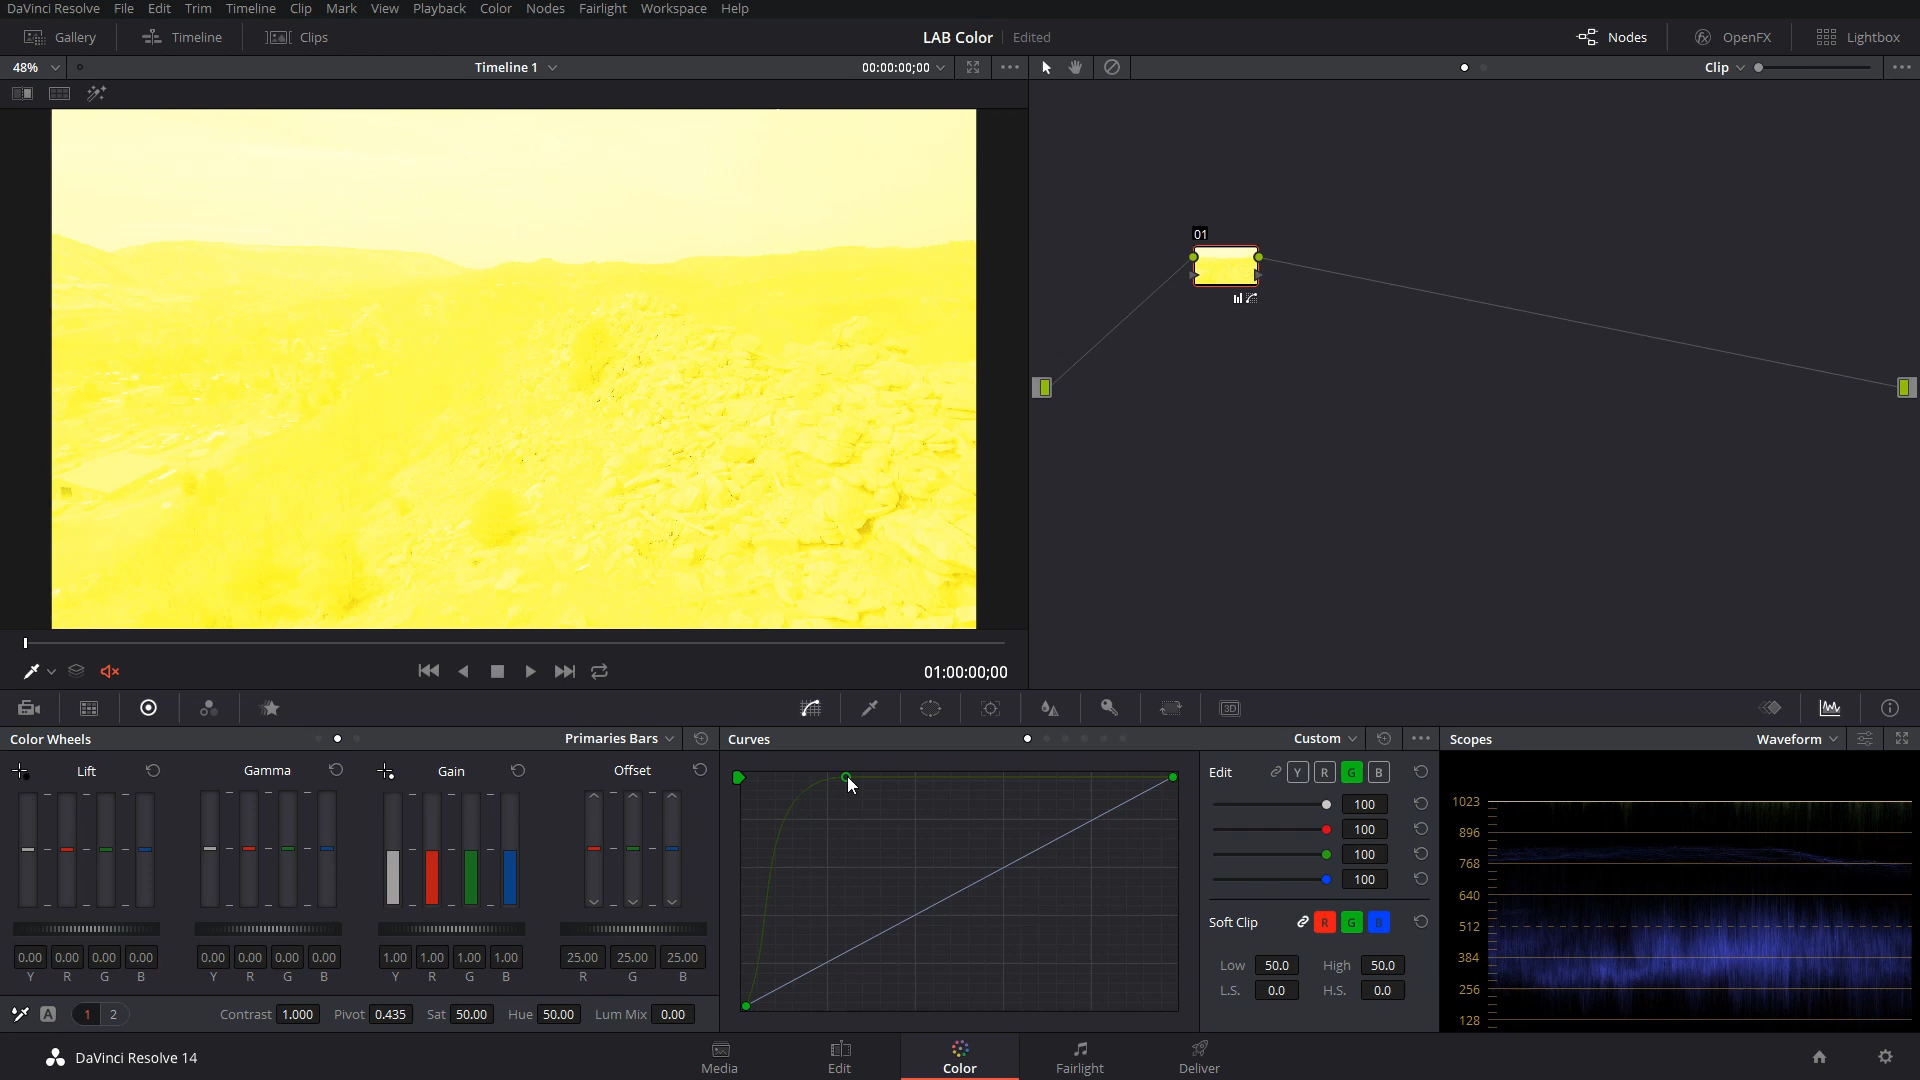 DaVinci Resolve File Edit Trim Timeline Clip Mark View Playback Color Nodes Fairlight Workspace Help
Gallery Timeline Clips LAB Color Edited Nodes OpenFX Lightbox
48% Timeline 1 00:00:00;00 Clip
01
01:00:00;00
3D
Color Wheels Primaries Bars Curves Custom Scopes Waveform
Lift Gamma Gain Offset Edit Y R G B
100
100
100
100
1023
896
768
640
512
384
256
128
Soft Clip R G B
Low 50.0 High 50.0
L.S. 0.0 H.S. 0.0
0.00 0.00 0.00 0.00 0.00 0.00 0.00 0.00 1.00 1.00 1.00 1.00 25.00 25.00 25.00
Y R G B Y R G B Y R G B R G B
A 1 2 Contrast 1.000 Pivot 0.435 Sat 50.00 Hue 50.00 Lum Mix 0.00
DaVinci Resolve 14 Media Edit Color Fairlight Deliver